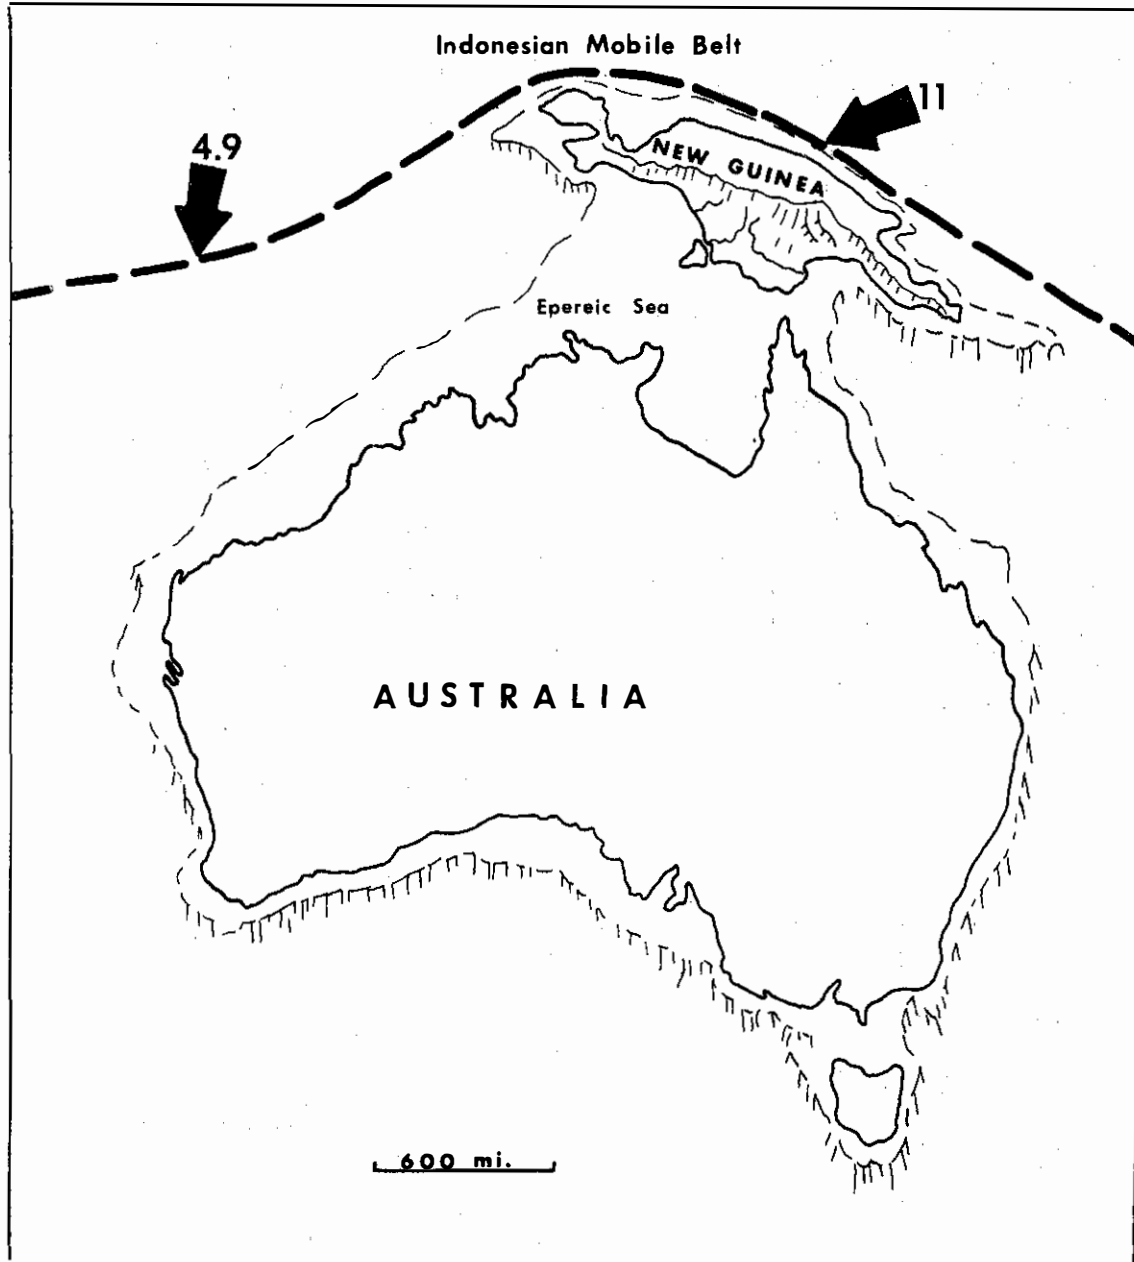 Indonesian Mobile Belt
11
4.9
NEW GUINEA
Epereic Sea
AUSTRALIA
600 mi.